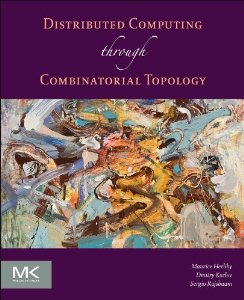 DISTRIBUTED COMPUTING
through
COMBINATORIAL TOPOLOGY
Maurice Herlihy
Dmitry Kozlov
Sergio Rajsbaum
MK